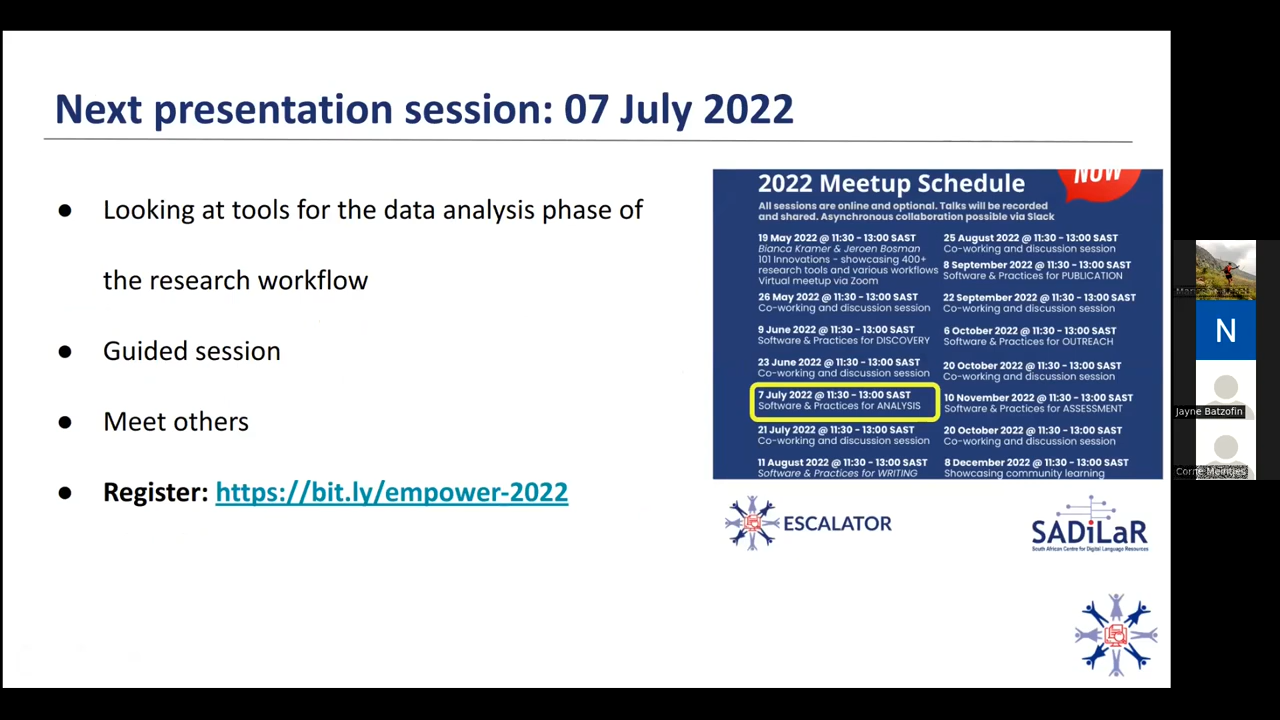 Next presentation session: 07 July 2022
● Looking at tools for the data analysis phase of
the research workflow
● Guided session
● Meet others
● Register: https://bit.ly/empower-2022
NOW
2022 Meetup Schedule
All sessions are online and optional. Talks will be recorded
and shared. Asynchronous collaboration possible via Slack
19 May 2022 @ 11:30 - 13:00 SAST
Bianca Kramer & Jeroen Bosman
101 Innovations - showcasing 400+
research tools and various workflows
Virtual meetup via Zoom
26 May 2022 @ 11:30 - 13:00 SAST
Co-working and discussion session
9 June 2022 @ 11:30 - 13:00 SAST
Software & Practices for DISCOVERY
23 June 2022 @ 11:30 - 13:00 SAST
Co-working and discussion session
7 July 2022 @ 11:30 - 13:00 SAST
Software & Practices for ANALYSIS
21 July 2022 @ 11:30 - 13:00 SAST
Co-working and discussion session
11 August 2022 @ 11:30 - 13:00 SAST
Software & Practices for WRITING
25 August 2022 @ 11:30 - 13:00 SAST
Co-working and discussion session
8 September 2022 @ 11:30 - 13:00 SAST
Software & Practices for PUBLICATION
22 September 2022 @ 11:30 - 13:00 SAST
Co-working and discussion session
6 October 2022 @ 11:30 - 13:00 SAST
Software & Practices for OUTREACH
20 October 2022 @ 11:30 - 13:00 SAST
Co-working and discussion session
10 November 2022 @ 11:30 - 13:00 SAST
Software & Practices for ASSESSMENT
20 October 2022 @ 11:30 - 13:00 SAST
Co-working and discussion session
8 December 2022 @ 11:30 - 13:00 SAST
Showcasing community learning
ESCALATOR
SADiLaR
South African Centre for Digital Language Resources
N
Jayne Batzofin
Corné Meintjes